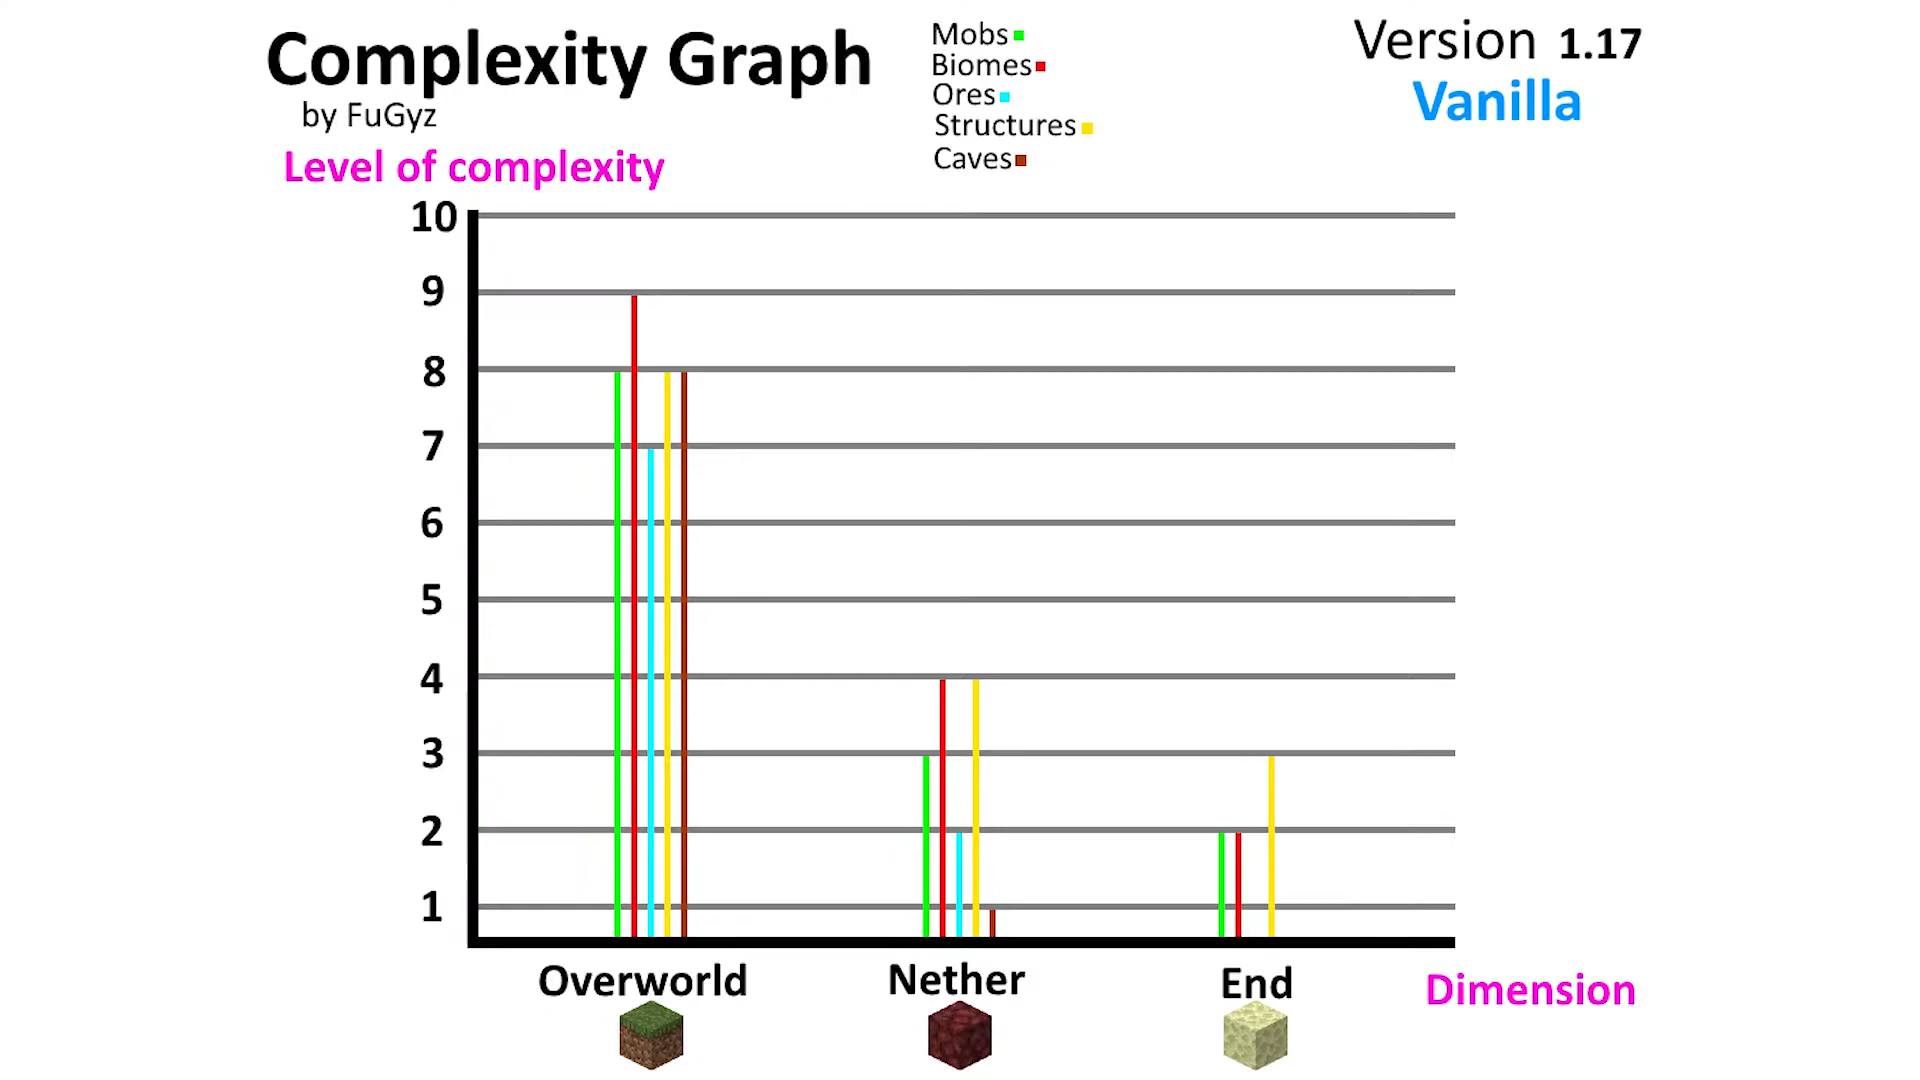 Complexity Graph
by FuGyz
Level of complexity
Mobs
Biomes
Ores
Structures
Caves
Version 1.17
Vanilla
10
9
8
7
6
5
4
3
2
1
Overworld
Nether
End
Dimension